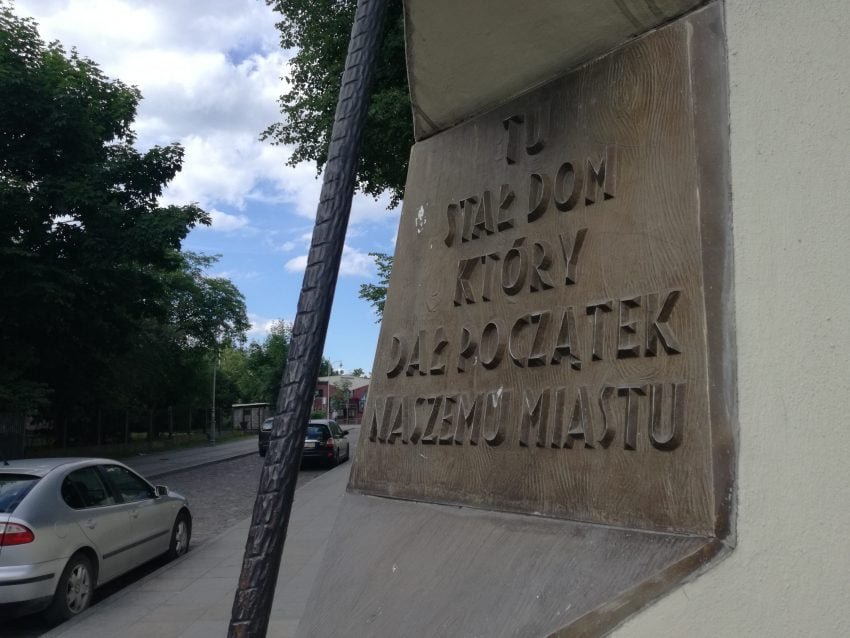 TU
STAŁ DOM
KTÓRY
DAŁ POCZĄTEK
NASZEMU MIASTU